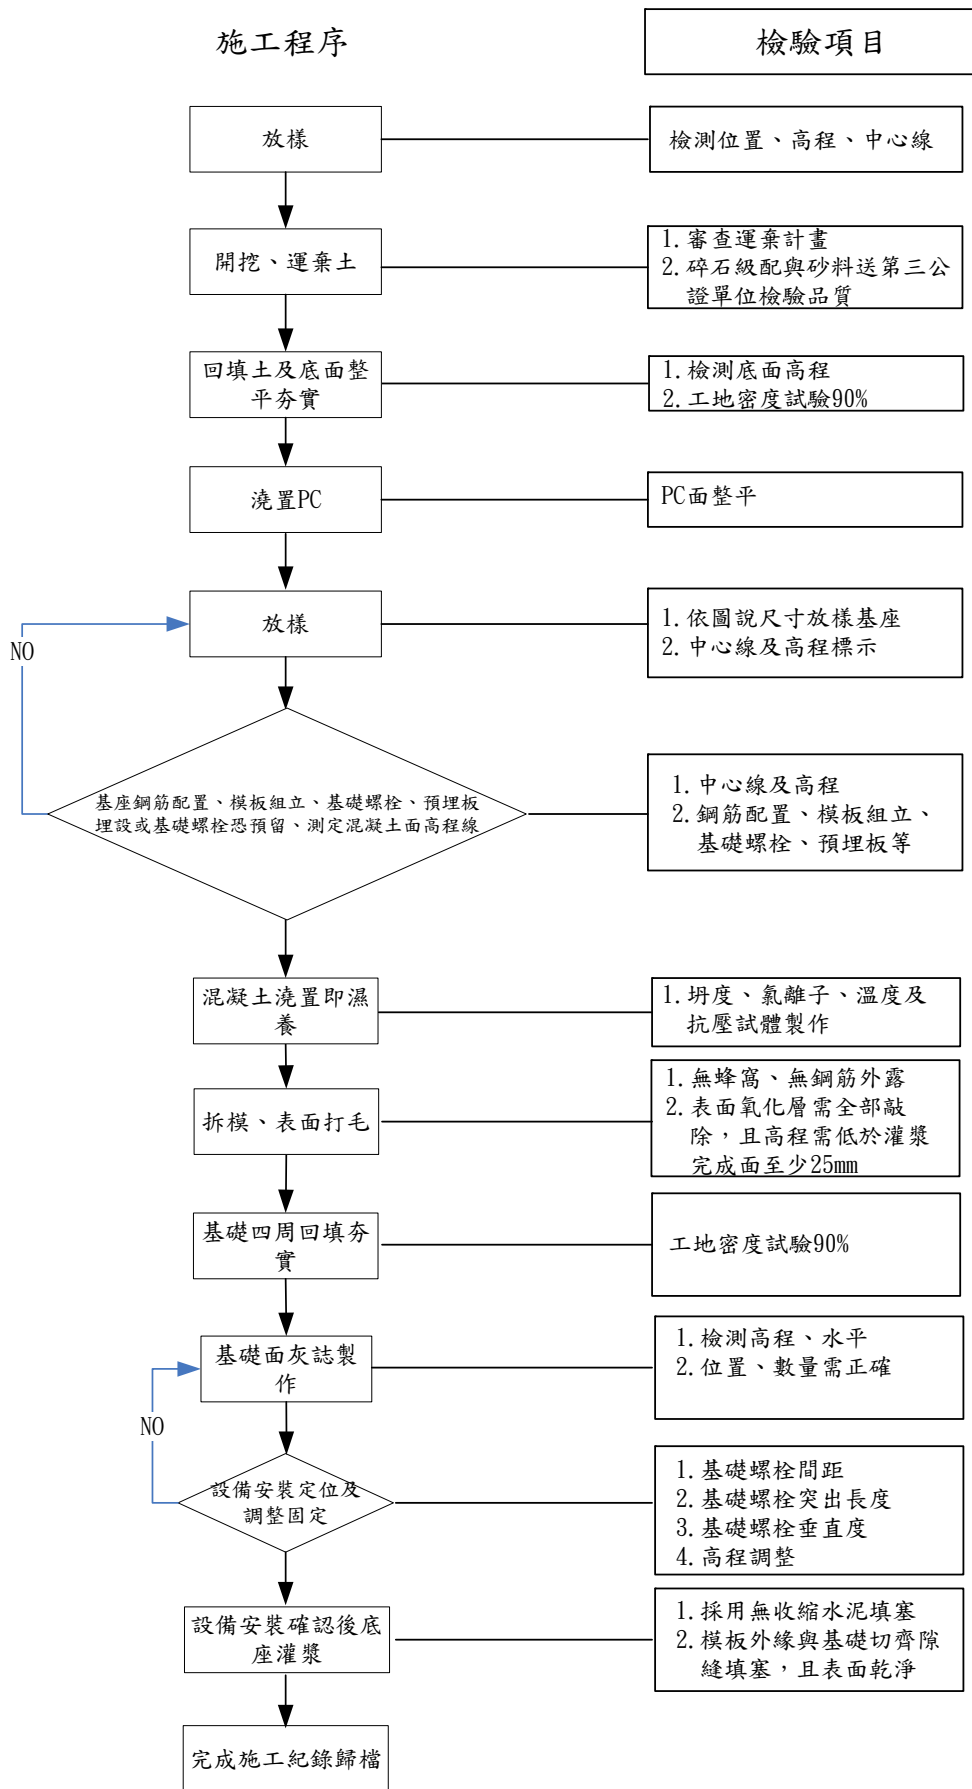 施工程序
檢驗項目
放樣
檢測位置、高程、中心線
開挖、運棄土
1. 審查運棄計畫
2. 碎石級配與砂料送第三公
證單位檢驗品質
回填土及底面整
平夯實
1. 檢測底面高程
2. 工地密度試驗90%
澆置PC
PC面整平
放樣
1. 依圖說尺寸放樣基座
2. 中心線及高程標示
NO
基座鋼筋配置、模板組立、基礎螺栓、預埋板
埋設或基礎螺栓恐預留、測定混凝土面高程線
1. 中心線及高程
2. 鋼筋配置、模板組立、
基礎螺栓、預埋板等
混凝土澆置即濕
養
1. 坍度、氯離子、溫度及
抗壓試體製作
拆模、表面打毛
1. 無蜂窩、無鋼筋外露
2. 表面氧化層需全部敲
除，且高程需低於灌漿
完成面至少25mm
基礎四周回填夯
實
工地密度試驗90%
基礎面灰誌製
作
1. 檢測高程、水平
2. 位置、數量需正確
NO
設備安裝定位及
調整固定
1. 基礎螺栓間距
2. 基礎螺栓突出長度
3. 基礎螺栓垂直度
4. 高程調整
設備安裝確認後底
座灌漿
1. 採用無收縮水泥填塞
2. 模板外緣與基礎切齊隙
縫填塞，且表面乾淨
完成施工紀錄歸檔